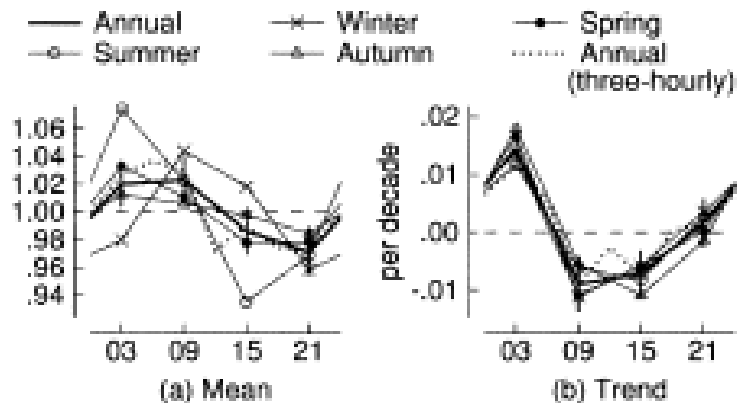 Annual Winter Spring
Summer Autumn Annual
(three-hourly)
1.06
1.04
1.02
1.00
.98
.96
.94
03 09 15 21
(a) Mean
per decade
.02
.01
.00
-.01
03 09 15 21
(b) Trend